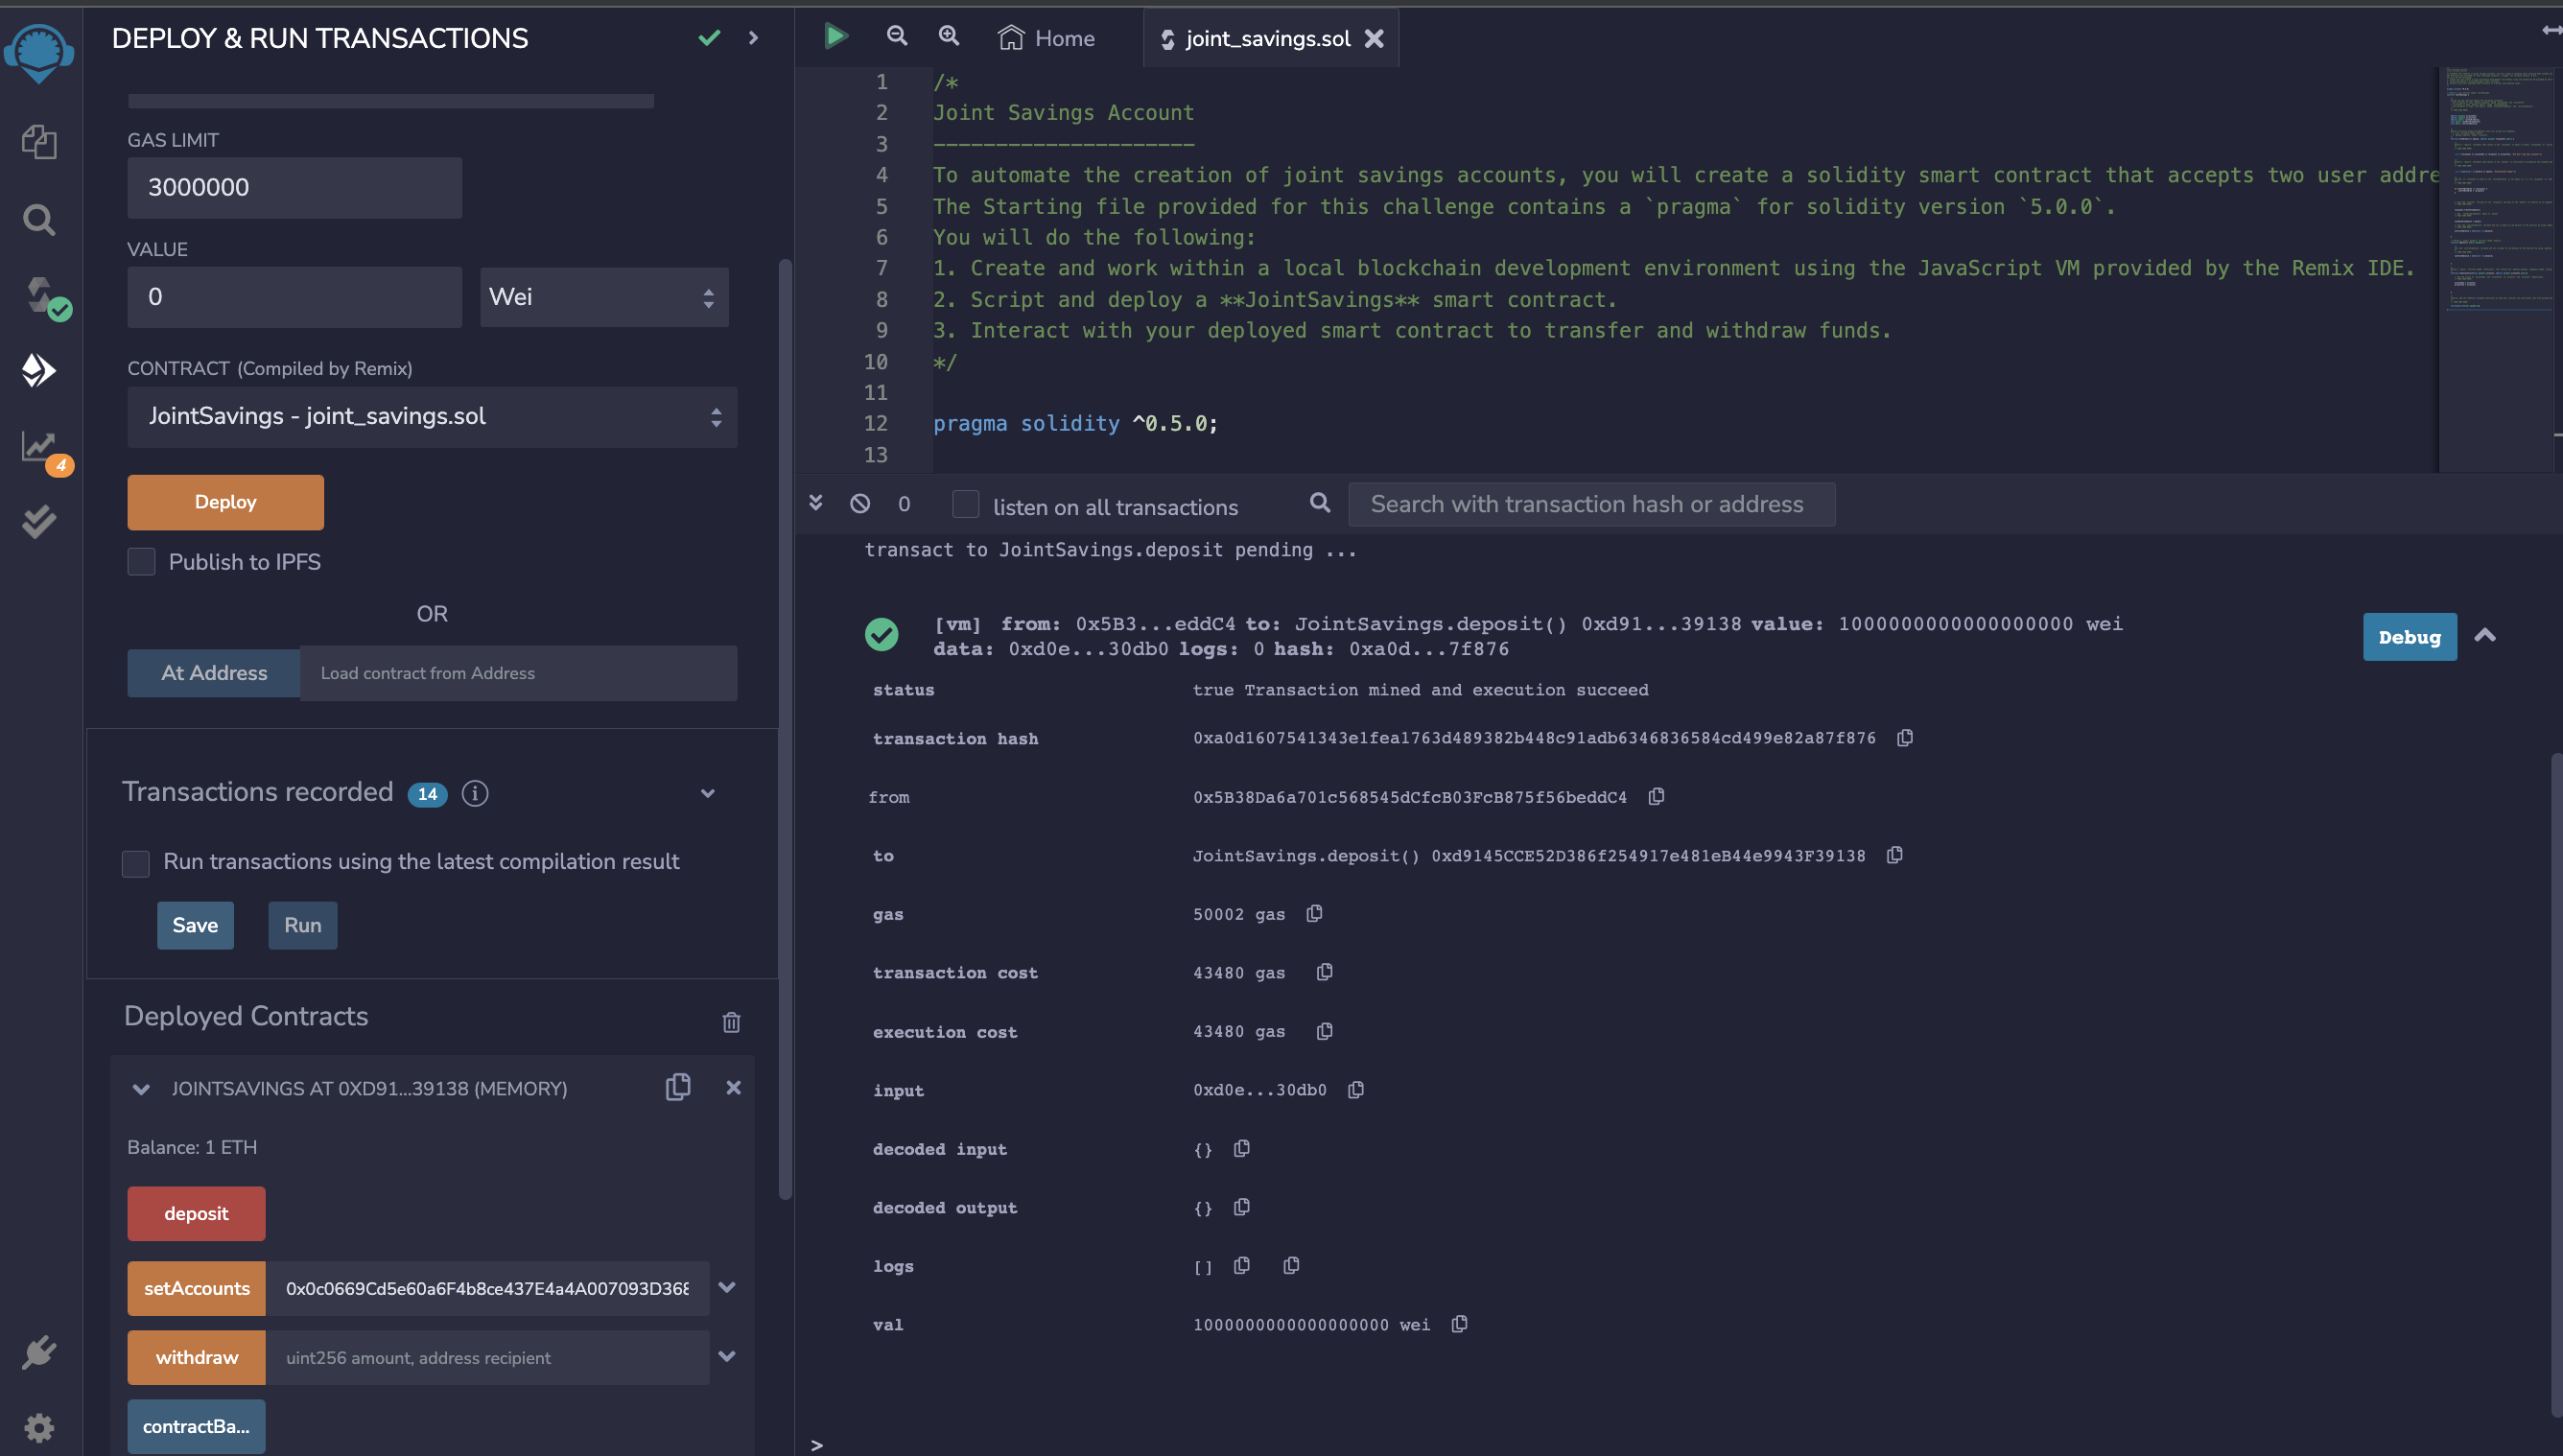 DEPLOY & RUN TRANSACTIONS
GAS LIMIT
3000000
VALUE
0
Wei
CONTRACT (Compiled by Remix)
JointSavings - joint_savings.sol
Deploy
Publish to IPFS
OR
At Address
Load contract from Address
Transactions recorded 14 i
Run transactions using the latest compilation result
Save
Run
Deployed Contracts
JOINTSAVINGS AT 0XD91...39138 (MEMORY)
Balance: 1 ETH
deposit
setAccounts
0x0c0669Cd5e60a6F4b8ce437E4a4A007093D368
withdraw
uint256 amount, address recipient
contractBa...
4
Home
joint_savings.sol
1 /*
2 Joint Savings Account
3 ---------------------
4 To automate the creation of joint savings accounts, you will create a solidity smart contract that accepts two user addre
5 The Starting file provided for this challenge contains a `pragma` for solidity version `5.0.0`.
6 You will do the following:
7 1. Create and work within a local blockchain development environment using the JavaScript VM provided by the Remix IDE.
8 2. Script and deploy a **JointSavings** smart contract.
9 3. Interact with your deployed smart contract to transfer and withdraw funds.
10 */
11
12 pragma solidity ^0.5.0;
13
0
listen on all transactions
Search with transaction hash or address
transact to JointSavings.deposit pending ...
[vm] from: 0x5B3...eddC4 to: JointSavings.deposit() 0xd91...39138 value: 1000000000000000000 wei
data: 0xd0e...30db0 logs: 0 hash: 0xa0d...7f876
Debug
status true Transaction mined and execution succeed
transaction hash 0xa0d1607541343e1fea1763d489382b448c91adb6346836584cd499e82a87f876
from 0x5B38Da6a701c568545dCfcB03FcB875f56beddC4
to JointSavings.deposit() 0xd9145CCE52D386f254917e481eB44e9943F39138
gas 50002 gas
transaction cost 43480 gas
execution cost 43480 gas
input 0xd0e...30db0
decoded input {}
decoded output {}
logs []
val 1000000000000000000 wei
>